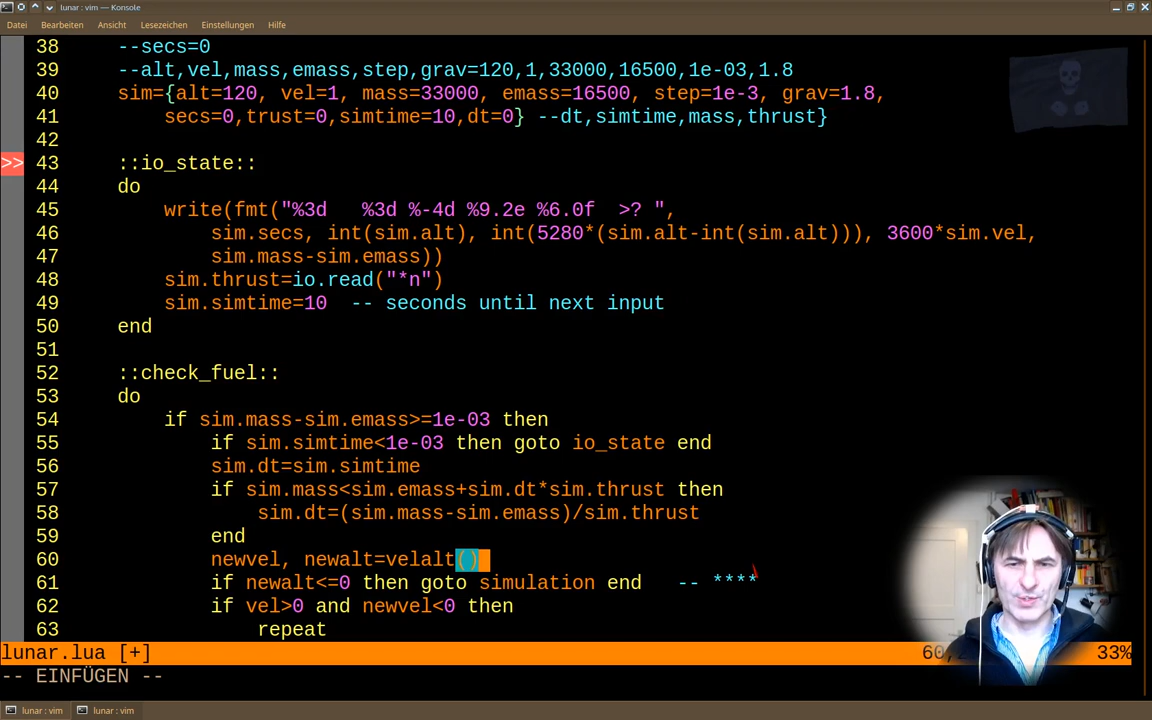 lunar : vim — Konsole
Datei Bearbeiten Ansicht Lesezeichen Einstellungen Hilfe
38 --secs=0
39 --alt,vel,mass,emass,step,grav=120,1,33000,16500,1e-03,1.8
40 sim={alt=120, vel=1, mass=33000, emass=16500, step=1e-3, grav=1.8,
41 secs=0,trust=0,simtime=10,dt=0} --dt,simtime,mass,thrust}
42
>> 43 ::io_state::
44 do
45 write(fmt("%3d   %3d %-4d %9.2e %6.0f  >? ",
46 sim.secs, int(sim.alt), int(5280*(sim.alt-int(sim.alt))), 3600*sim.vel,
47 sim.mass-sim.emass))
48 sim.thrust=io.read("*n")
49 sim.simtime=10  -- seconds until next input
50 end
51
52 ::check_fuel::
53 do
54 if sim.mass-sim.emass>=1e-03 then
55 if sim.simtime<1e-03 then goto io_state end
56 sim.dt=sim.simtime
57 if sim.mass<sim.emass+sim.dt*sim.thrust then
58 sim.dt=(sim.mass-sim.emass)/sim.thrust
59 end
60 newvel, newalt=velalt()
61 if newalt<=0 then goto simulation end   -- ****
62 if vel>0 and newvel<0 then
63 repeat
lunar.lua [+] 60, 33%
-- EINFÜGEN --
lunar : vim lunar : vim